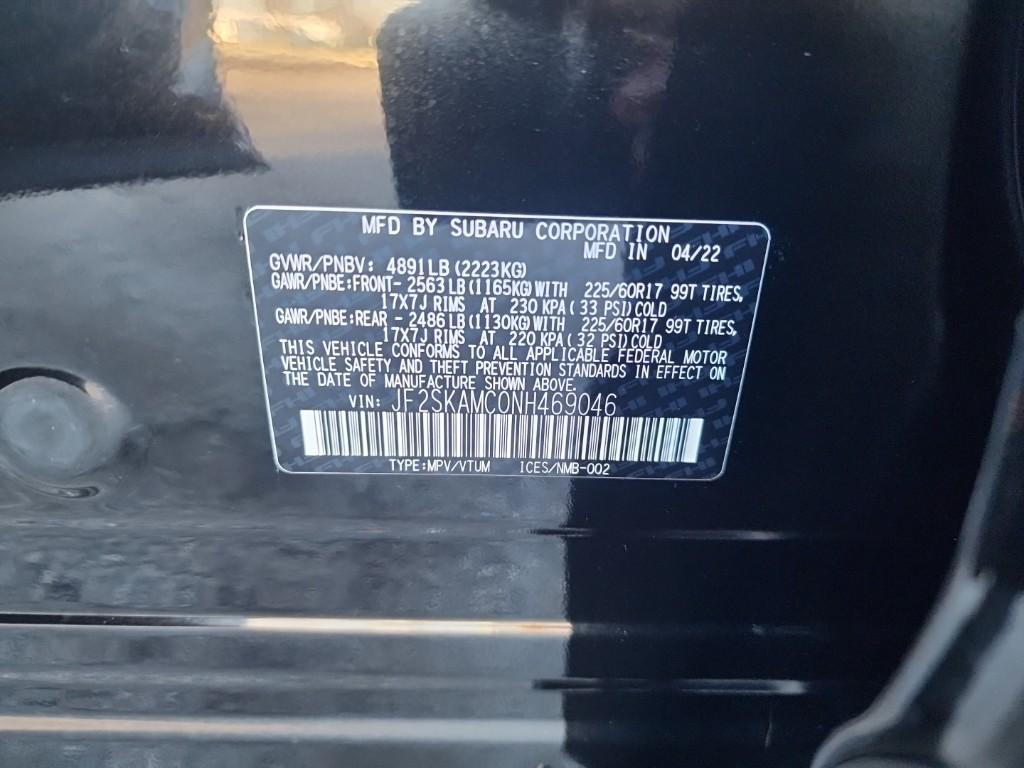 MFD BY SUBARU CORPORATION
MFD IN 04/22
GVWR/PNBV: 4891LB(2223KG)
GAWR/PNBE:FRONT- 2563LB(1165KG)WITH 225/60R17 99T TIRES,
17X7J RIMS AT 230 KPA(33 PSI)COLD
GAWR/PNBE:REAR - 2486LB(1130KG)WITH 225/60R17 99T TIRES,
17X7J RIMS AT 220 KPA(32 PSI)COLD
THIS VEHICLE CONFORMS TO ALL APPLICABLE FEDERAL MOTOR
VEHICLE SAFETY AND THEFT PREVENTION STANDARDS IN EFFECT ON
THE DATE OF MANUFACTURE SHOWN ABOVE.
VIN: JF2SKAMC0NH469046
TYPE:MPV/VTUM ICES/NMB-002